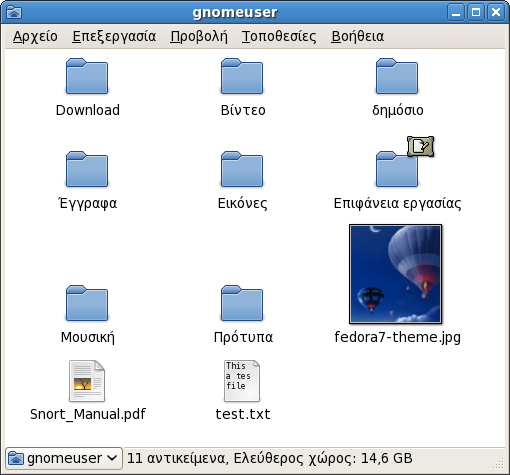 gnomeuser
Αρχείο Επεξεργασία Προβολή Τοποθεσίες Βοήθεια
Download Βίντεο δημόσιο
Έγγραφα Εικόνες Επιφάνεια εργασίας
Μουσική Πρότυπα fedora7-theme.jpg
This
a tes
file
Snort_Manual.pdf test.txt
gnomeuser 11 αντικείμενα, Ελεύθερος χώρος: 14,6 GB